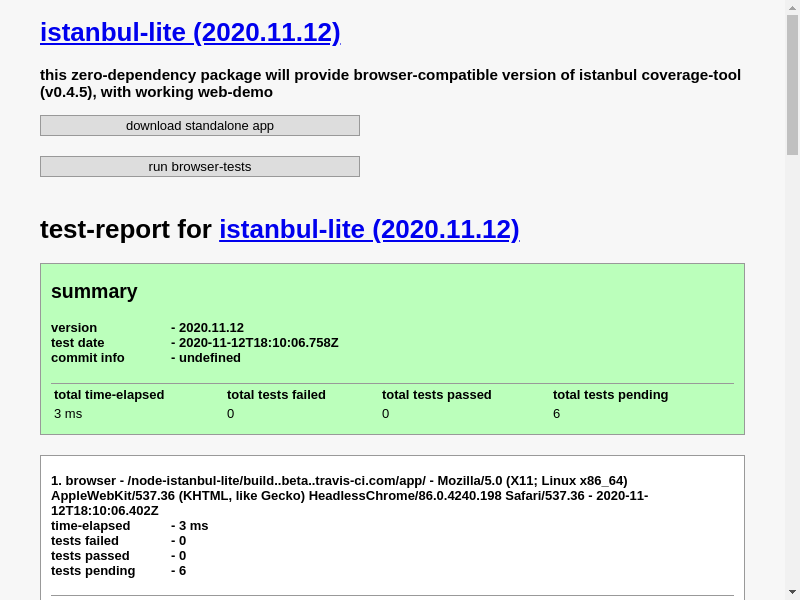 istanbul-lite (2020.11.12)
this zero-dependency package will provide browser-compatible version of istanbul coverage-tool
(v0.4.5), with working web-demo
download standalone app
run browser-tests
test-report for istanbul-lite (2020.11.12)
summary
version - 2020.11.12
test date - 2020-11-12T18:10:06.758Z
commit info - undefined
total time-elapsed total tests failed total tests passed total tests pending
3 ms 0 0 6
1. browser - /node-istanbul-lite/build..beta..travis-ci.com/app/ - Mozilla/5.0 (X11; Linux x86_64)
AppleWebKit/537.36 (KHTML, like Gecko) HeadlessChrome/86.0.4240.198 Safari/537.36 - 2020-11-
12T18:10:06.402Z
time-elapsed - 3 ms
tests failed - 0
tests passed - 0
tests pending - 6